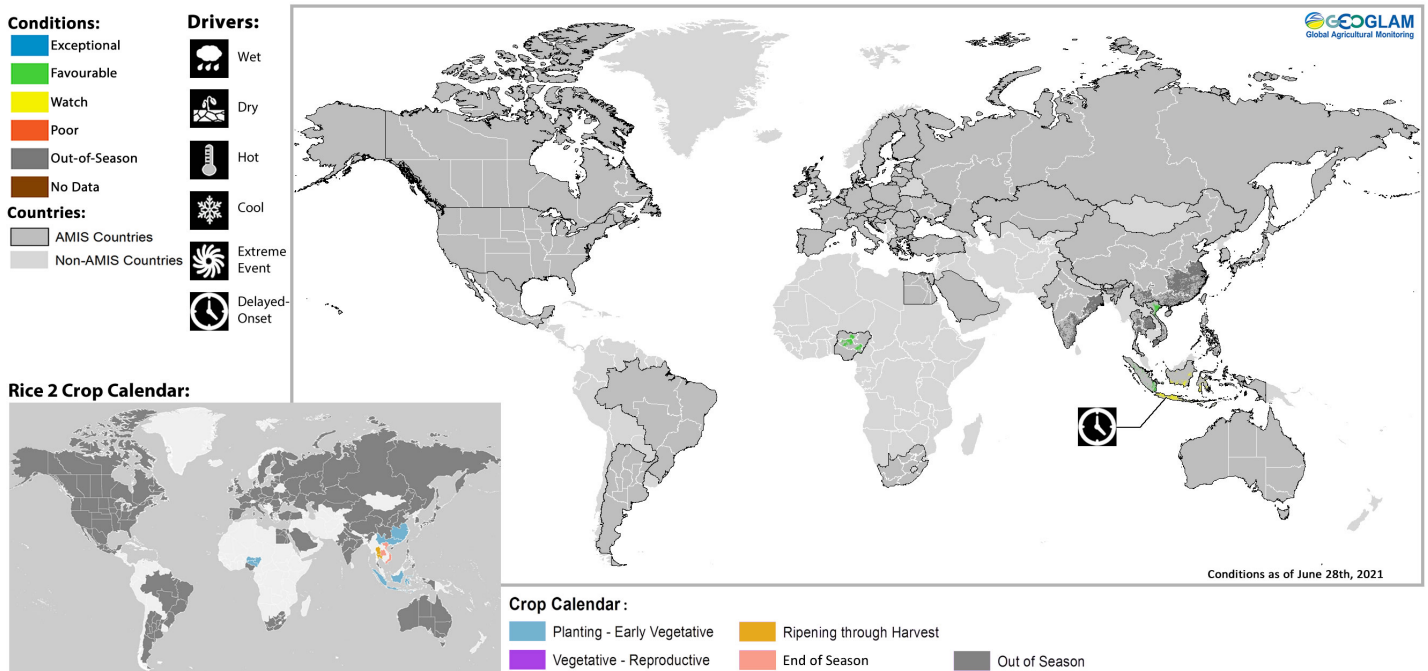 Conditions:
Exceptional
Favourable
Watch
Poor
Out-of-Season
No Data
Countries:
AMIS Countries
Non-AMIS Countries
Drivers:
Wet
Dry
Hot
Cool
Extreme
Event
Delayed-
Onset
GEOGLAM
Global Agricultural Monitoring
Conditions as of June 28th, 2021
Rice 2 Crop Calendar:
Crop Calendar :
Planting - Early Vegetative
Ripening through Harvest
Vegetative - Reproductive
End of Season
Out of Season